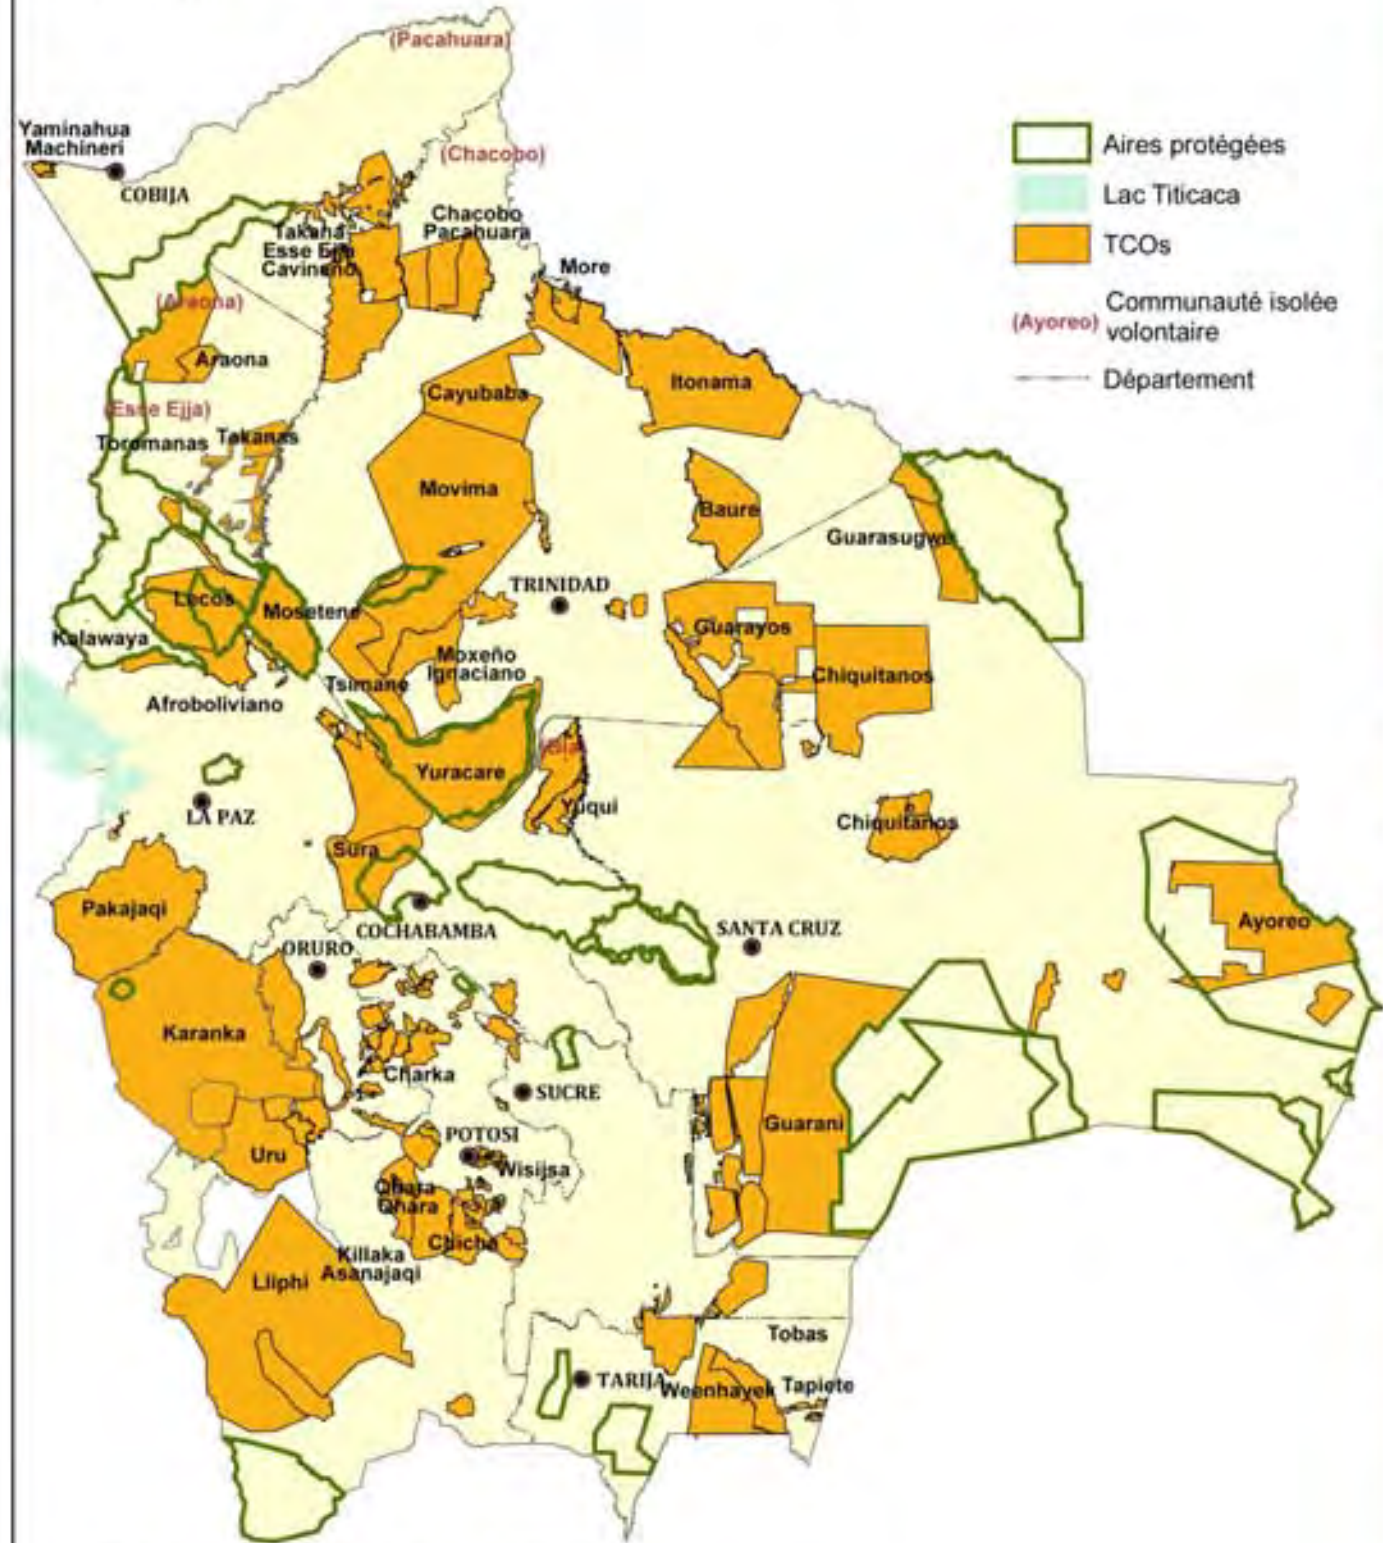 (Pacahuara)
Yaminahua
Machineri
COBIJA
(Chacobo)
Takana
Esse Ejja
Cavineño
Chacobo
Pacahuara
More
(Araona)
Araona
Itonama
Cayubaba
(Esse Ejja)
Toromanas
Takanas
Movima
Baure
Guarasugwe
TRINIDAD
Lecos
Mosetene
Kalawaya
Guarayos
Moxeño
Ignaciano
Tsimane
Chiquitanos
Afroboliviano
(Bia)
Yuracare
Yuqui
LA PAZ
Chiquitanos
Sura
Pakajaqi
COCHABAMBA
SANTA CRUZ
Ayoreo
ORURO
Karanka
Charka
SUCRE
Guarani
POTOSI
Uru
Wisijsa
Qhara
Qhara
Chicha
Killaka
Asanajaqi
Lliphi
Tobas
TARIJA
Weenhayek
Tapiete
Aires protégées
Lac Titicaca
TCOs
(Ayoreo) Communauté isolée
volontaire
Département